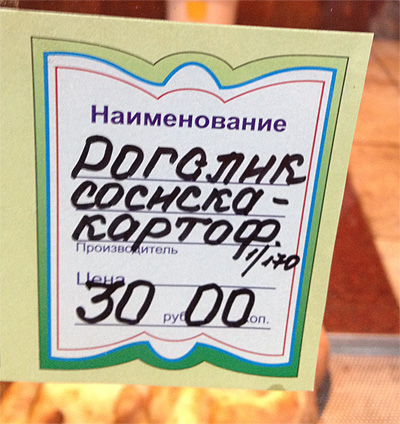 Наименование
Рогалик
сосиска-
картоф.
Производитель
1/170
Цена
30 руб 00 коп.